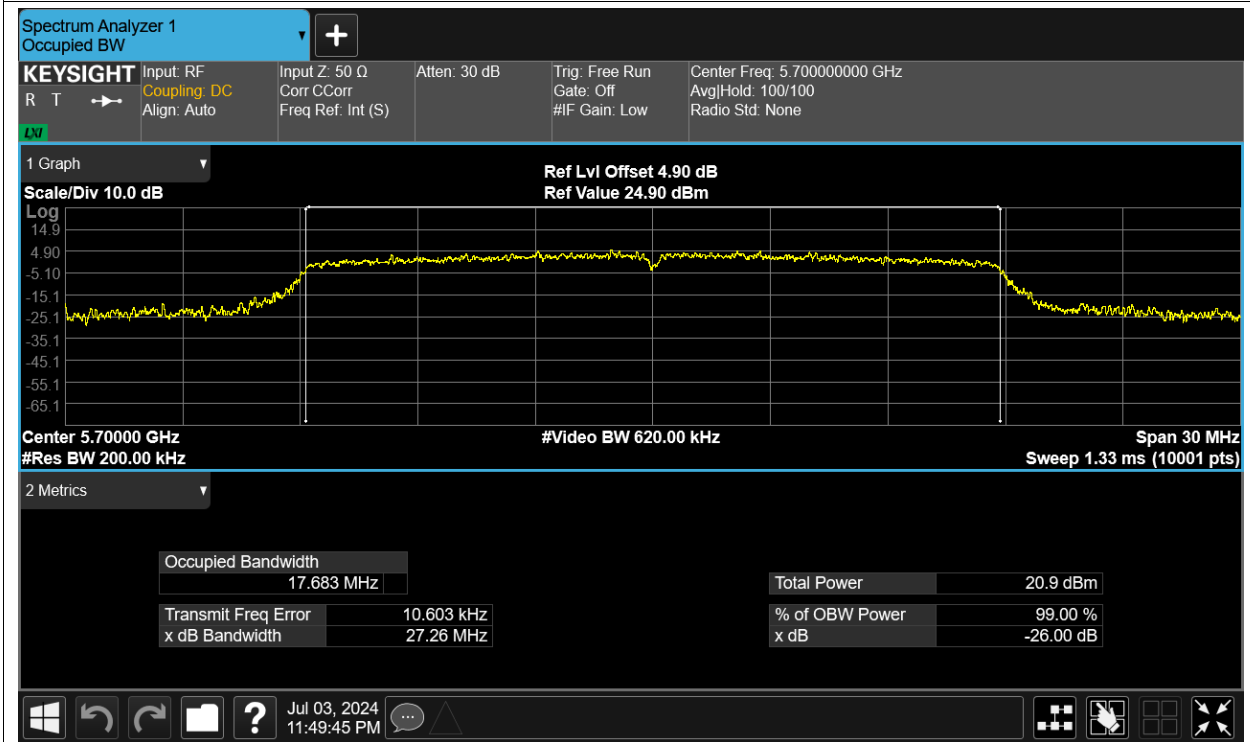 Spectrum Analyzer 1
Occupied BW
KEYSIGHT
R T
LXI
Input: RF
Coupling: DC
Align: Auto
Input Z: 50 Ω
Corr CCorr
Freq Ref: Int (S)
Atten: 30 dB
Trig: Free Run
Gate: Off
#IF Gain: Low
Center Freq: 5.700000000 GHz
Avg|Hold: 100/100
Radio Std: None
1 Graph
Ref Lvl Offset 4.90 dB
Scale/Div 10.0 dB
Ref Value 24.90 dBm
Log
14.9
4.90
-5.10
-15.1
-25.1
-35.1
-45.1
-55.1
-65.1
Center 5.70000 GHz
#Video BW 620.00 kHz
Span 30 MHz
#Res BW 200.00 kHz
Sweep 1.33 ms (10001 pts)
2 Metrics
Occupied Bandwidth
17.683 MHz
Total Power 20.9 dBm
Transmit Freq Error 10.603 kHz
% of OBW Power 99.00 %
x dB Bandwidth 27.26 MHz
x dB -26.00 dB
?
Jul 03, 2024
11:49:45 PM